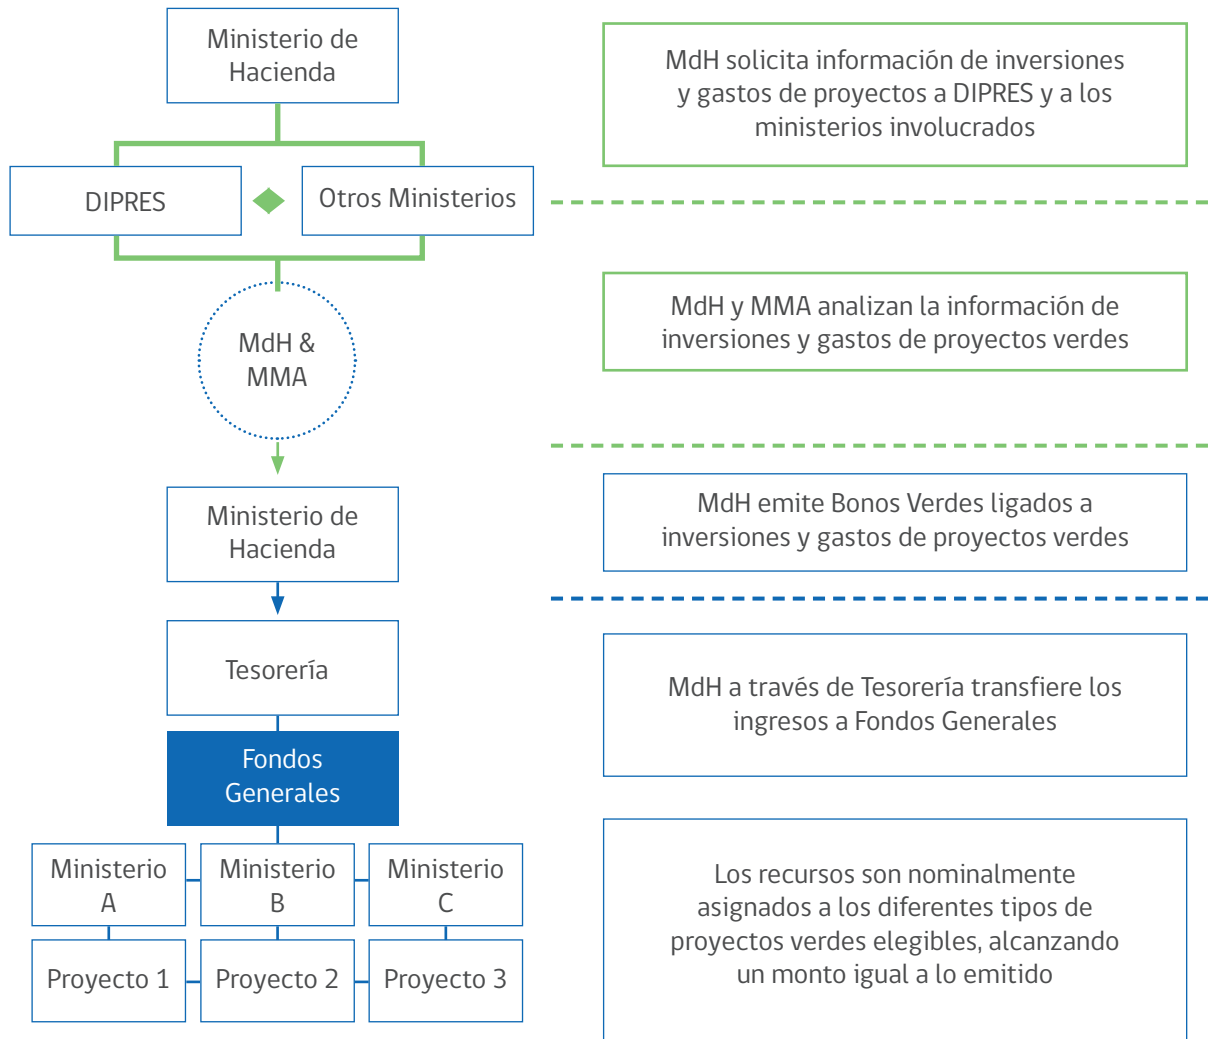 Ministerio de
Hacienda
MdH solicita información de inversiones
y gastos de proyectos a DIPRES y a los
ministerios involucrados
DIPRES
Otros Ministerios
MdH &
MMA
MdH y MMA analizan la información de
inversiones y gastos de proyectos verdes
Ministerio de
Hacienda
MdH emite Bonos Verdes ligados a
inversiones y gastos de proyectos verdes
Tesorería
MdH a través de Tesorería transfiere los
ingresos a Fondos Generales
Fondos
Generales
Ministerio
A
Ministerio
B
Ministerio
C
Proyecto 1
Proyecto 2
Proyecto 3
Los recursos son nominalmente
asignados a los diferentes tipos de
proyectos verdes elegibles, alcanzando
un monto igual a lo emitido